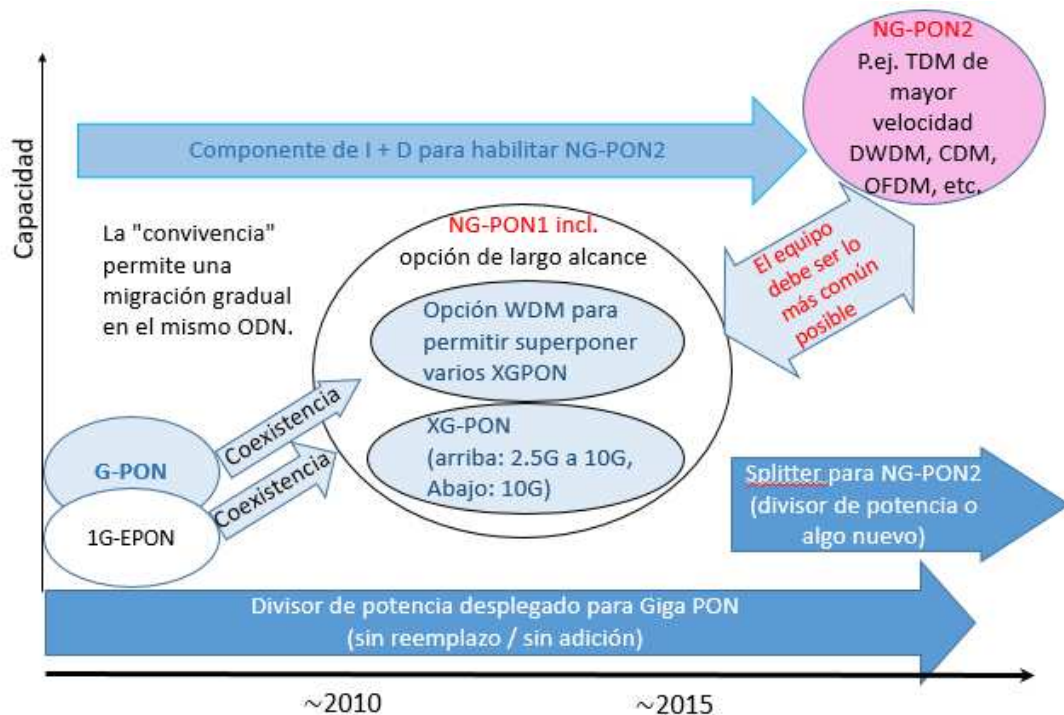 NG-PON2
P.ej. TDM de
mayor
velocidad
DWDM, CDM,
OFDM, etc.
Capacidad
Componente de I + D para habilitar NG-PON2
La "convivencia"
permite una
migración gradual
en el mismo ODN.
NG-PON1 incl.
opción de largo alcance
Opción WDM para
permitir superponer
varios XGPON
XG-PON
(arriba: 2.5G a 10G,
Abajo: 10G)
El equipo
debe ser lo
más común
posible
Coexistencia
Coexistencia
G-PON
1G-EPON
Splitter para NG-PON2
(divisor de potencia o
algo nuevo)
Divisor de potencia desplegado para Giga PON
(sin reemplazo / sin adición)
~2010
~2015